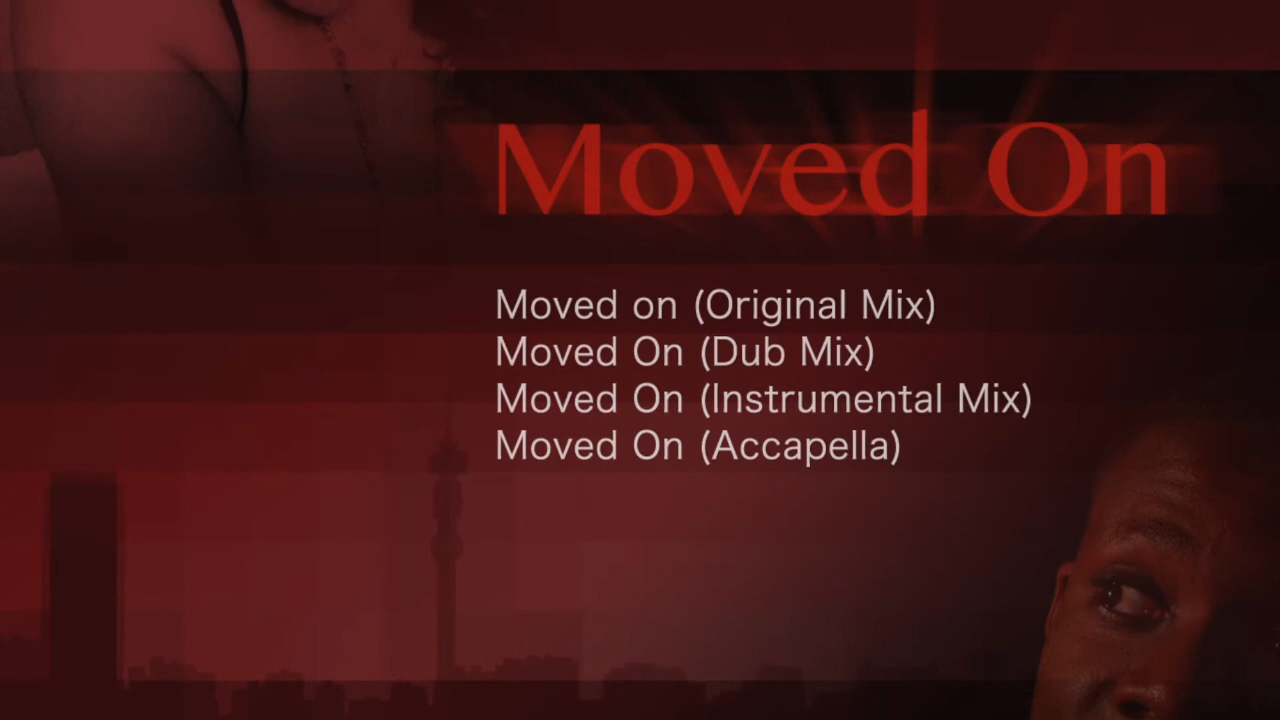 Moved On
Moved on (Original Mix)
Moved On (Dub Mix)
Moved On (Instrumental Mix)
Moved On (Accapella)